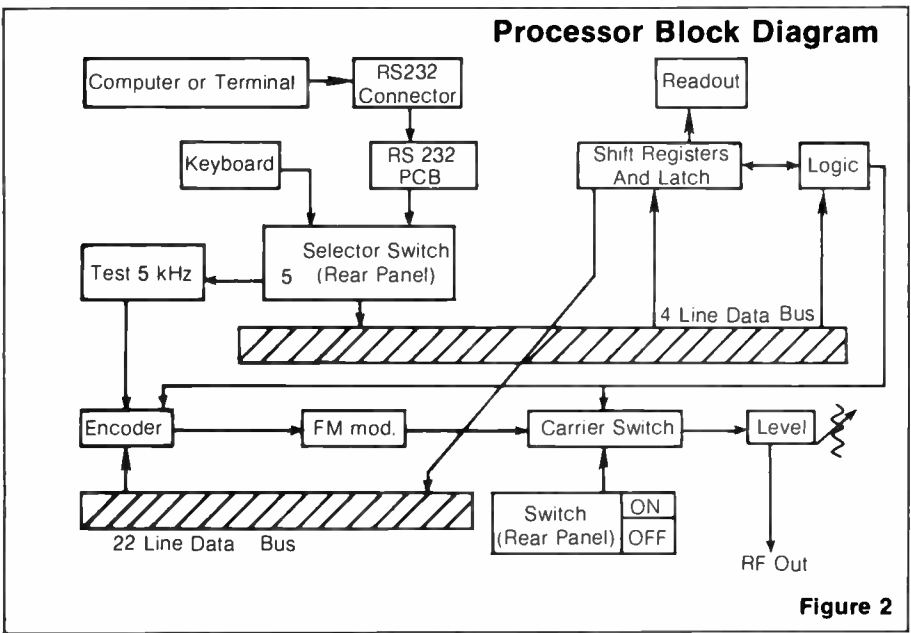 Processor Block Diagram
Computer or Terminal
RS232
Connector
Readout
Keyboard
RS 232
PCB
Shift Registers
And Latch
Logic
Test 5 kHz
Selector Switch
5 (Rear Panel)
4 Line Data Bus
Encoder
FM mod.
Carrier Switch
Level
22 Line Data Bus
Switch
(Rear Panel)
ON
OFF
RF Out
Figure 2